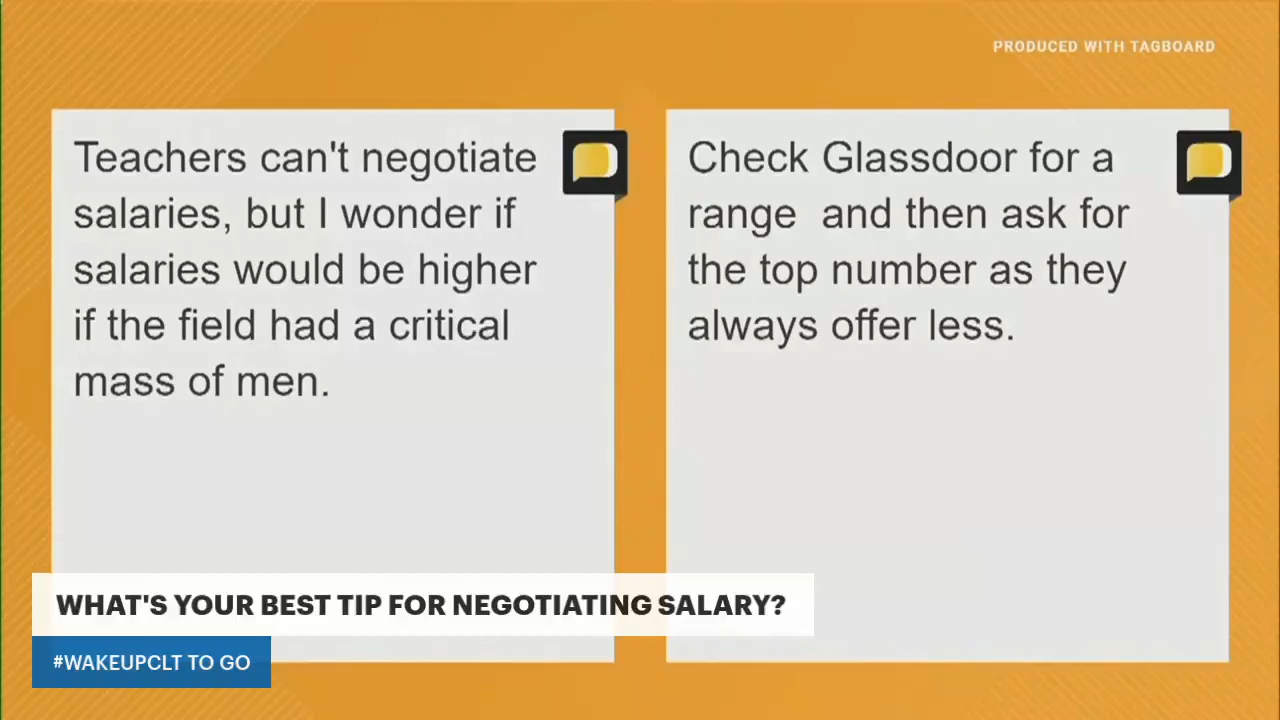 PRODUCED WITH TAGBOARD
Teachers can't negotiate
salaries, but I wonder if
salaries would be higher
if the field had a critical
mass of men.
Check Glassdoor for a
range  and then ask for
the top number as they
always offer less.
WHAT'S YOUR BEST TIP FOR NEGOTIATING SALARY?
#WAKEUPCLT TO GO